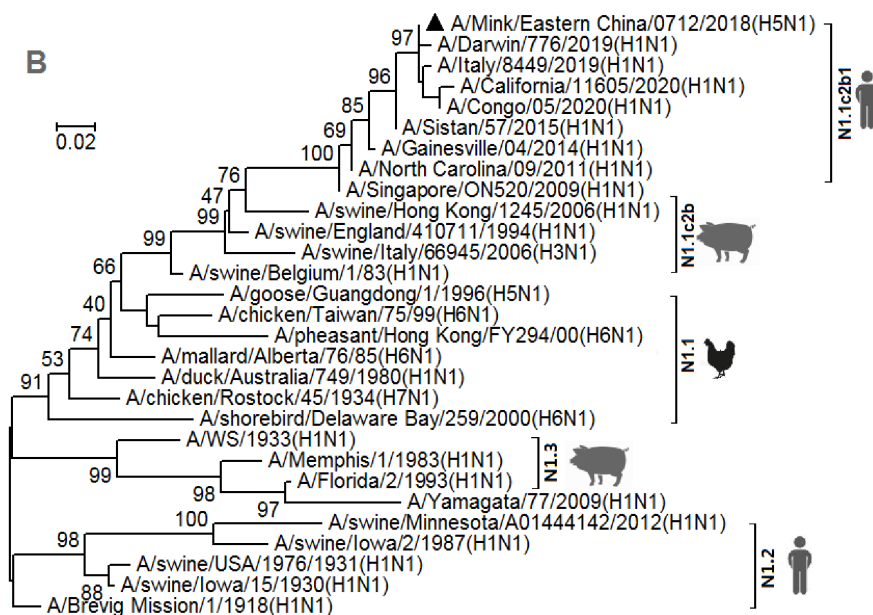 B
0.02
A/Mink/Eastern China/0712/2018(H5N1)
97
A/Darwin/776/2019(H1N1)
A/Italy/8449/2019(H1N1)
96
A/California/11605/2020(H1N1)
A/Congo/05/2020(H1N1)
85
A/Sistan/57/2015(H1N1)
69
A/Gainesville/04/2014(H1N1)
100
A/North Carolina/09/2011(H1N1)
76
A/Singapore/ON520/2009(H1N1)
N1.1c2b1
47
A/swine/Hong Kong/1245/2006(H1N1)
99
A/swine/England/410711/1994(H1N1)
99
A/swine/Italy/66945/2006(H3N1)
A/swine/Belgium/1/83(H1N1)
N1.1c2b
66
A/goose/Guangdong/1/1996(H5N1)
40
A/chicken/Taiwan/75/99(H6N1)
74
A/pheasant/Hong Kong/FY294/00(H6N1)
53
A/mallard/Alberta/76/85(H6N1)
91
A/duck/Australia/749/1980(H1N1)
A/chicken/Rostock/45/1934(H7N1)
A/shorebird/Delaware Bay/259/2000(H6N1)
N1.1
A/WS/1933(H1N1)
99
A/Memphis/1/1983(H1N1)
98
A/Florida/2/1993(H1N1)
A/Yamagata/77/2009(H1N1)
N1.3
97
100
A/swine/Minnesota/A01444142/2012(H1N1)
98
A/swine/Iowa/2/1987(H1N1)
A/swine/USA/1976/1931(H1N1)
88
A/swine/Iowa/15/1930(H1N1)
A/Brevig Mission/1/1918(H1N1)
N1.2